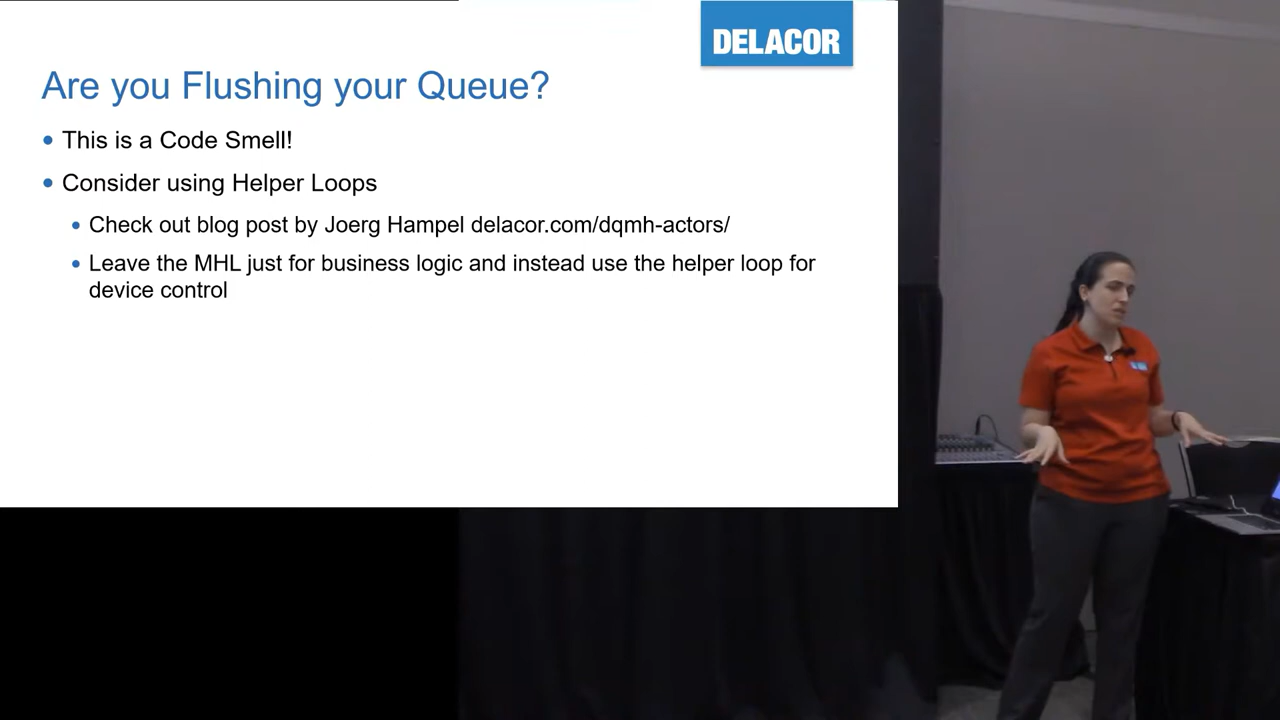 DELACOR
Are you Flushing your Queue?
This is a Code Smell!
Consider using Helper Loops
Check out blog post by Joerg Hampel delacor.com/dqmh-actors/
Leave the MHL just for business logic and instead use the helper loop for
device control